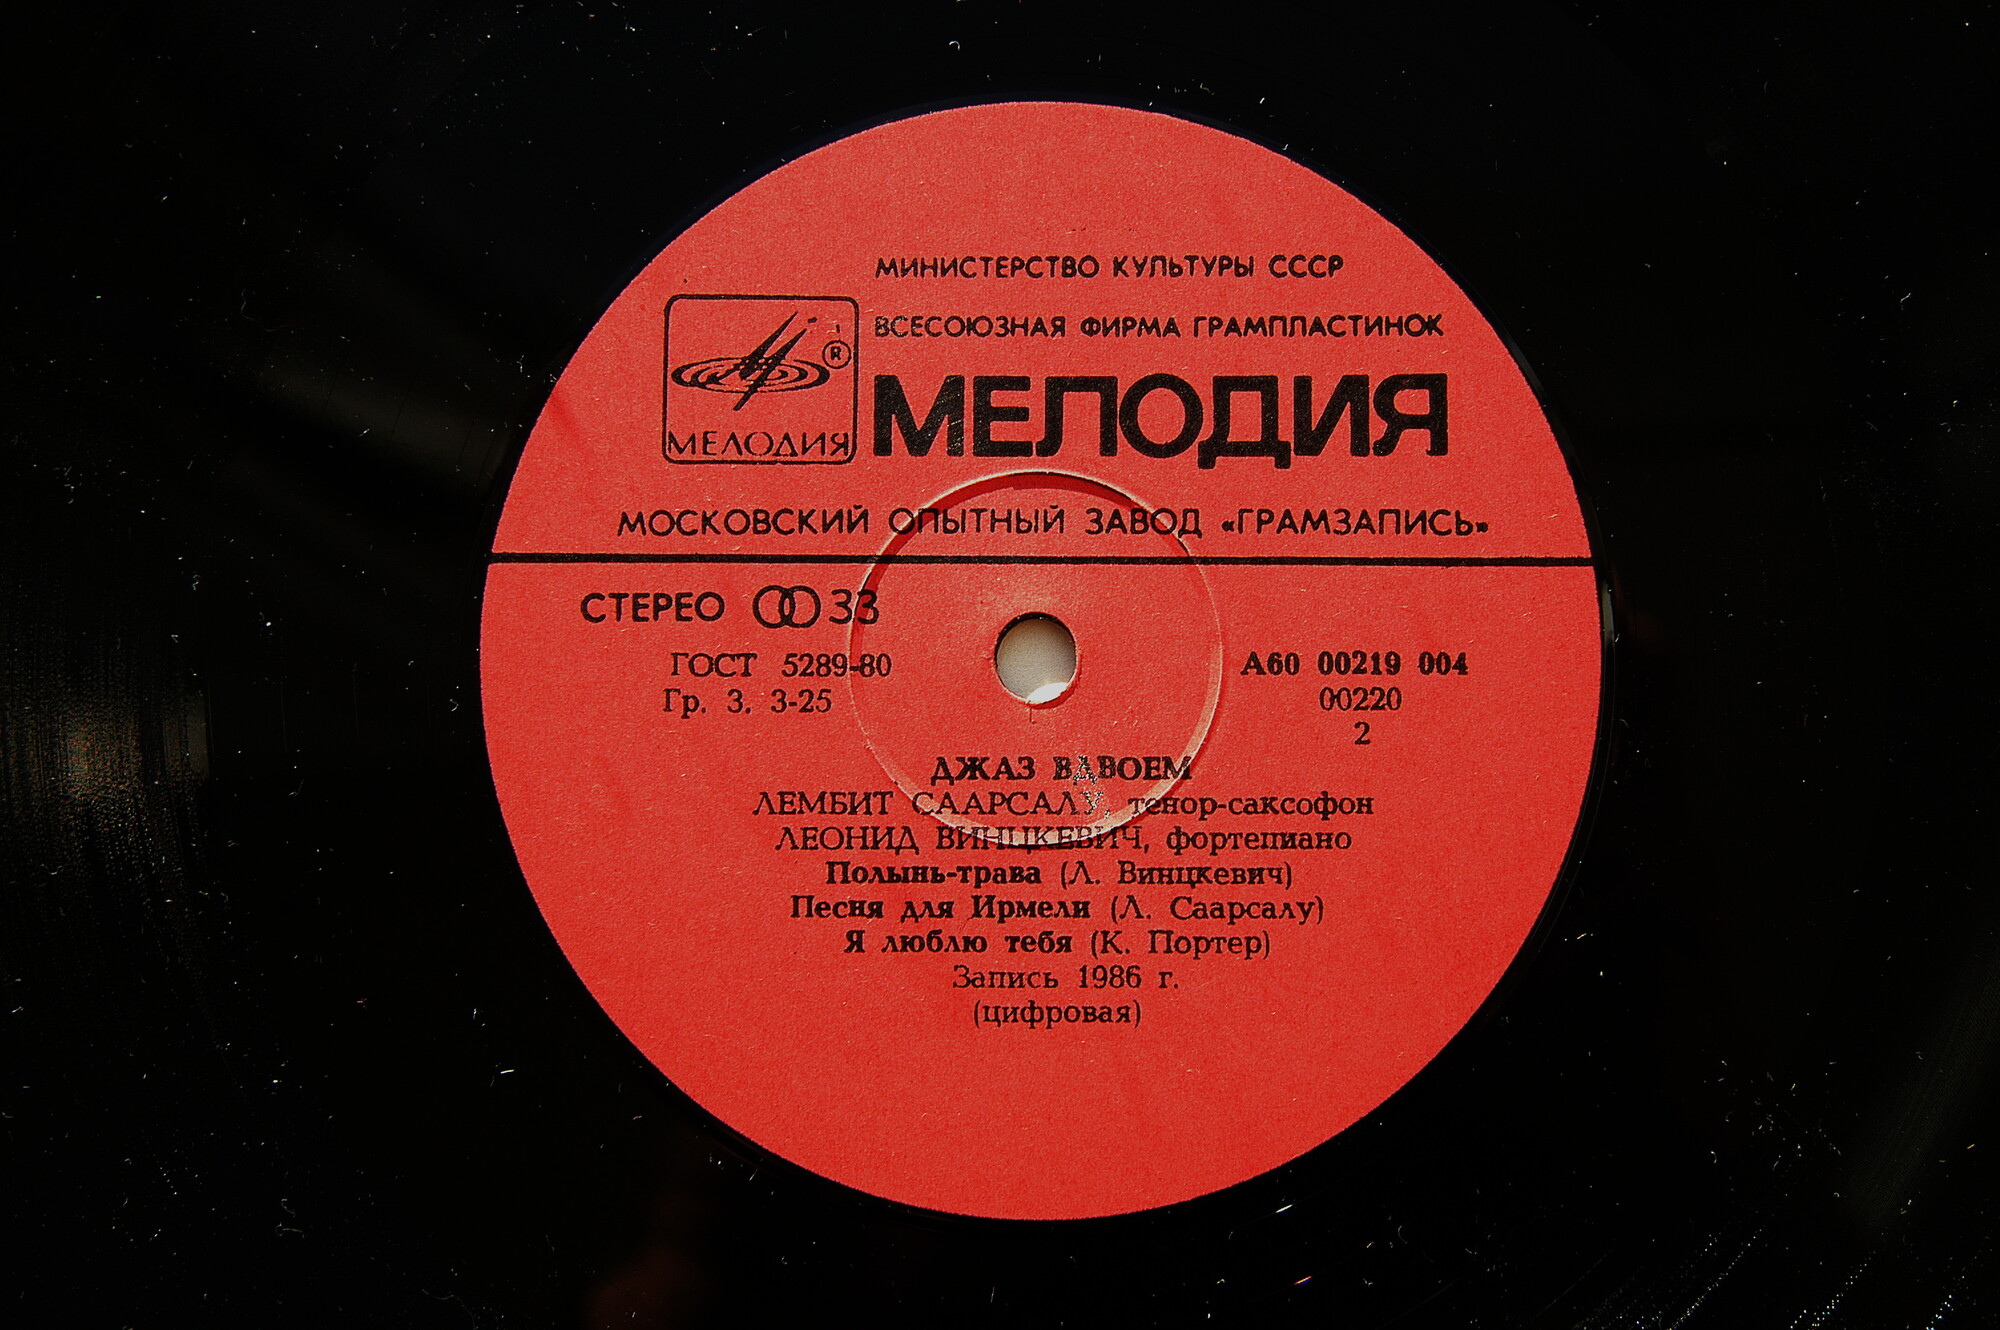 МИНИСТЕРСТВО КУЛЬТУРЫ СССР
ВСЕСОЮЗНАЯ ФИРМА ГРАМПЛАСТИНОК
®
МЕЛОДИЯ
МЕЛОДИЯ
МОСКОВСКИЙ ОПЫТНЫЙ ЗАВОД «ГРАМЗАПИСЬ»
СТЕРЕО 33
ГОСТ 5289-80
Гр. 3. 3-25
А60 00219 004
00220
2
ДЖАЗ ВДВОЕМ
ЛЕМБИТ СААРСАЛУ, тенор-саксофон
ЛЕОНИД ВИНЦКЕВИЧ, фортепиано
Полынь-трава (Л. Винцкевич)
Песня для Ирмели (Л. Саарсалу)
Я люблю тебя (К. Портер)
Запись 1986 г.
(цифровая)